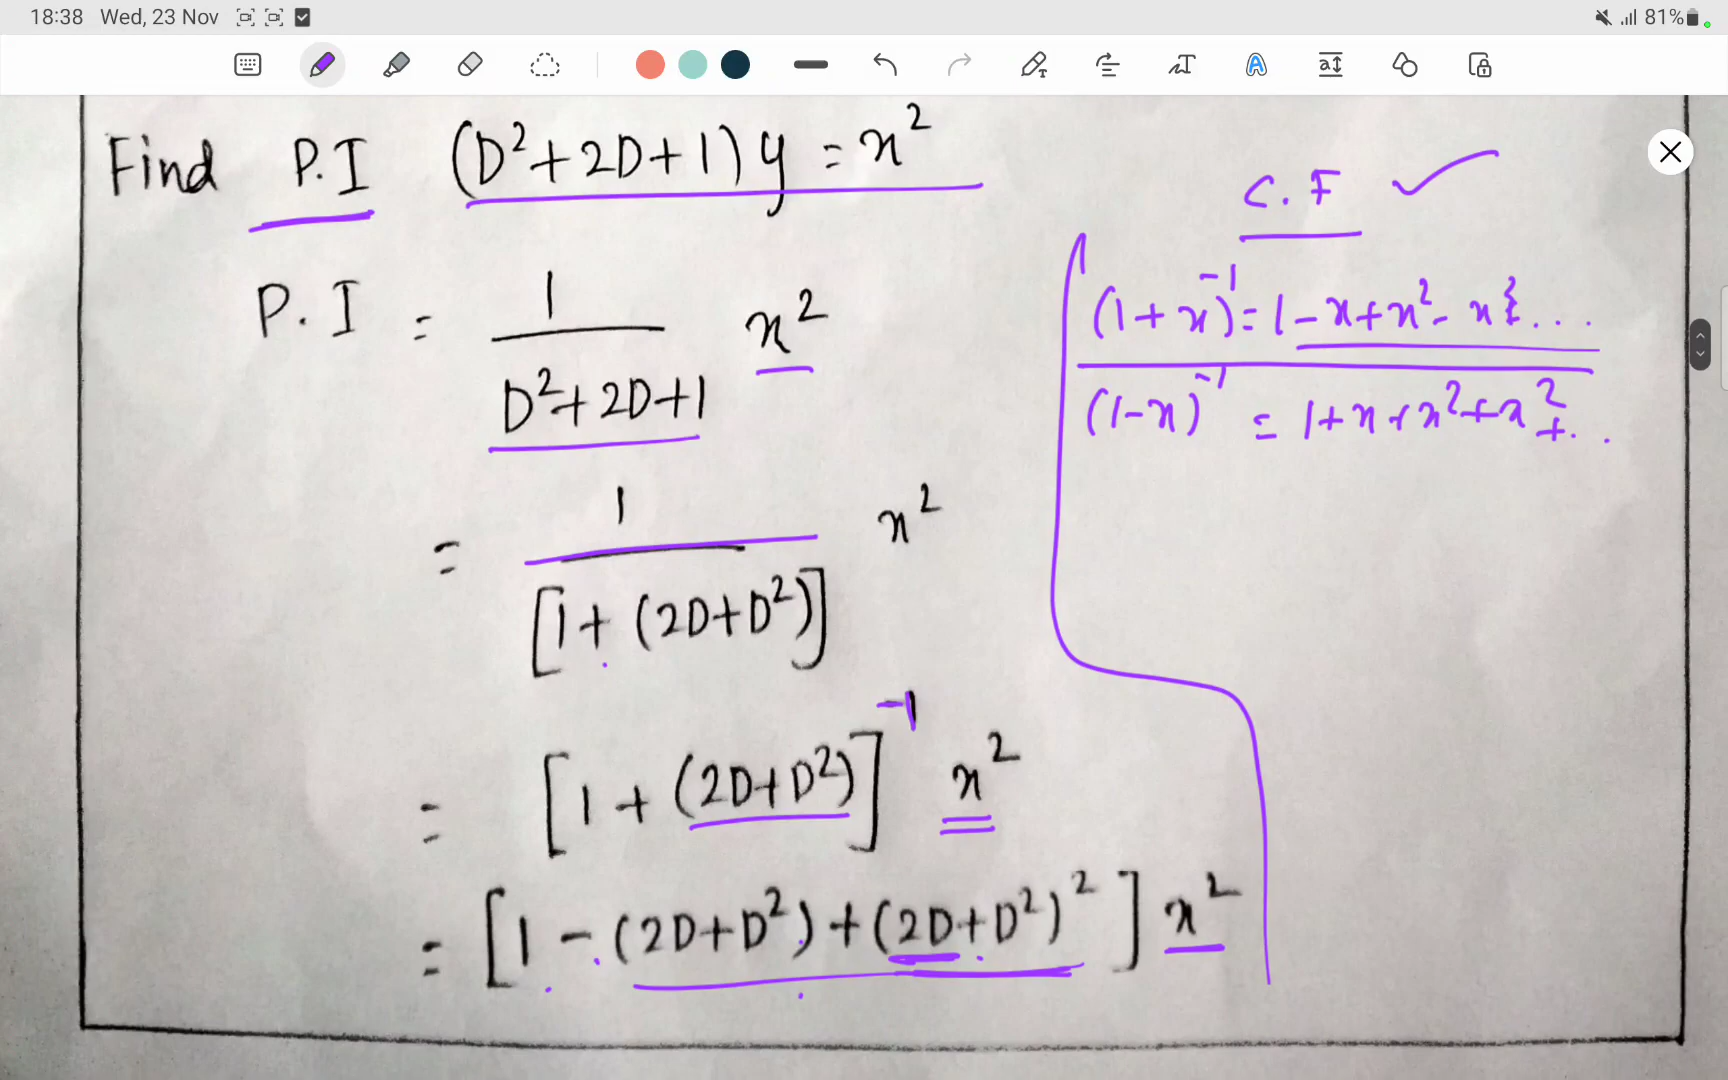 18:38 Wed, 23 Nov 81%
Find P.I (D²+2D+1)y = x²
C.F ✓
P.I = 1/(D²+2D+1) x²
(1+x)⁻¹ = 1-x+x²-x³...
(1-x)⁻¹ = 1+x+x²+x²+...
= 1/[1+(2D+D²)] x²
= [1+(2D+D²)]⁻¹ x²
= [1-(2D+D²)+(2D+D²)²] x²